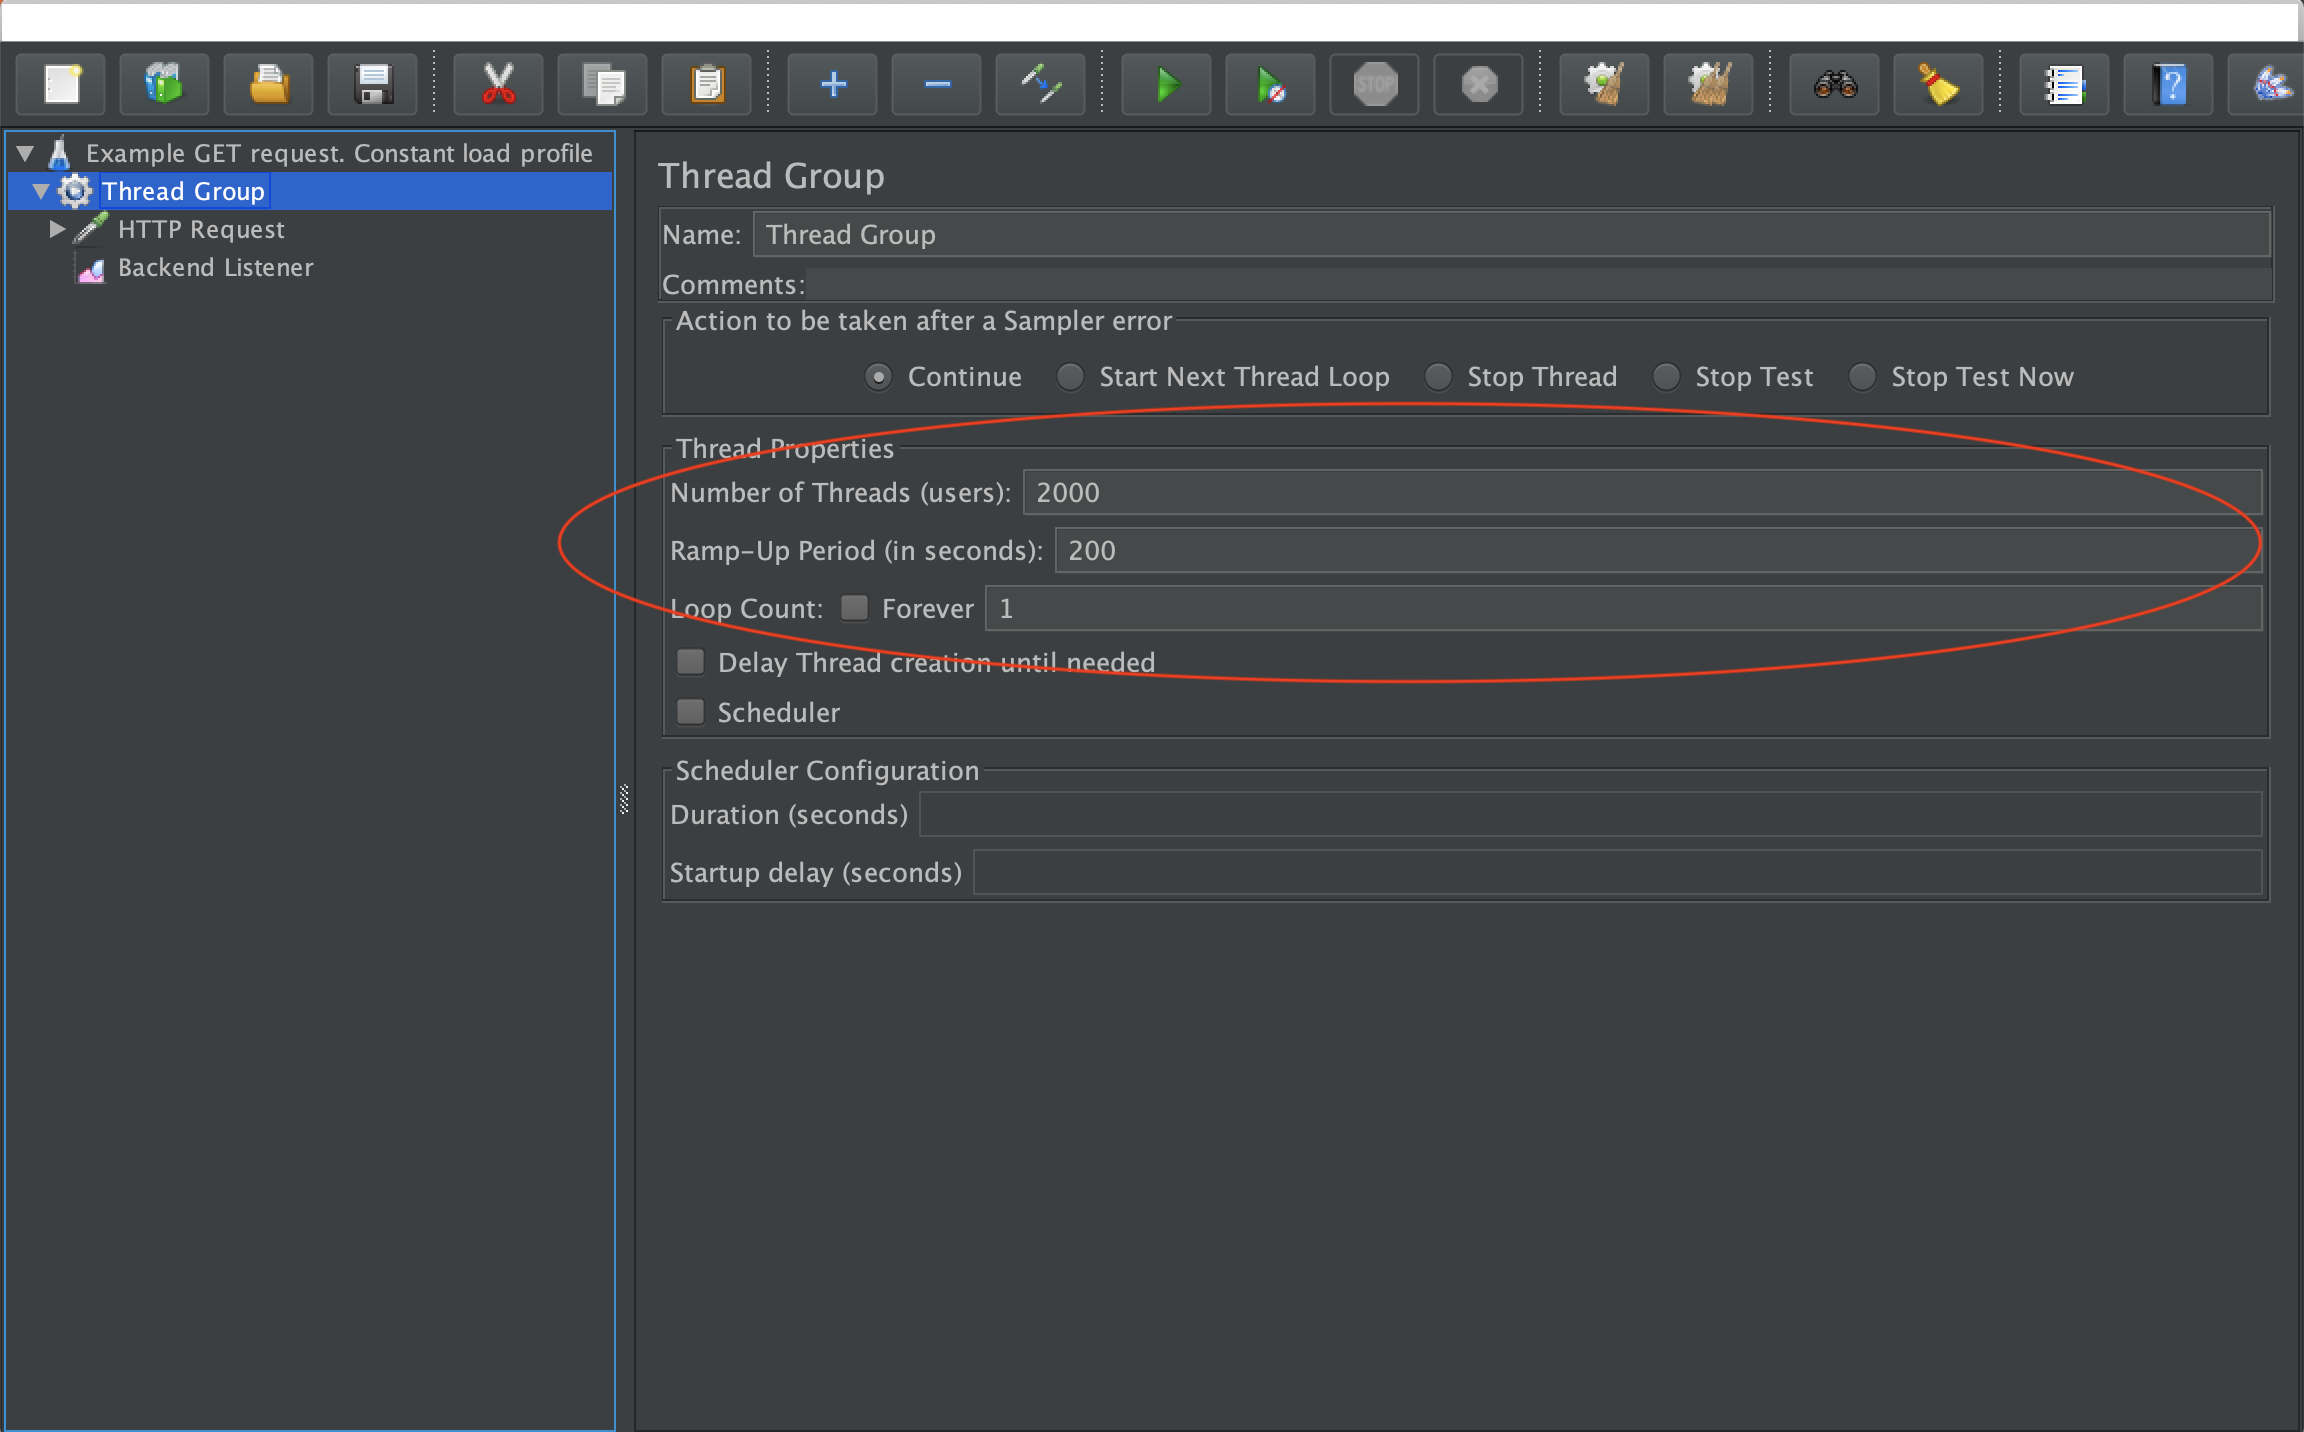 STOP
Example GET request. Constant load profile
Thread Group
HTTP Request
Backend Listener
Thread Group
Name: Thread Group
Comments:
Action to be taken after a Sampler error
Continue Start Next Thread Loop Stop Thread Stop Test Stop Test Now
Thread Properties
Number of Threads (users): 2000
Ramp-Up Period (in seconds): 200
Loop Count: Forever 1
Delay Thread creation until needed
Scheduler
Scheduler Configuration
Duration (seconds)
Startup delay (seconds)